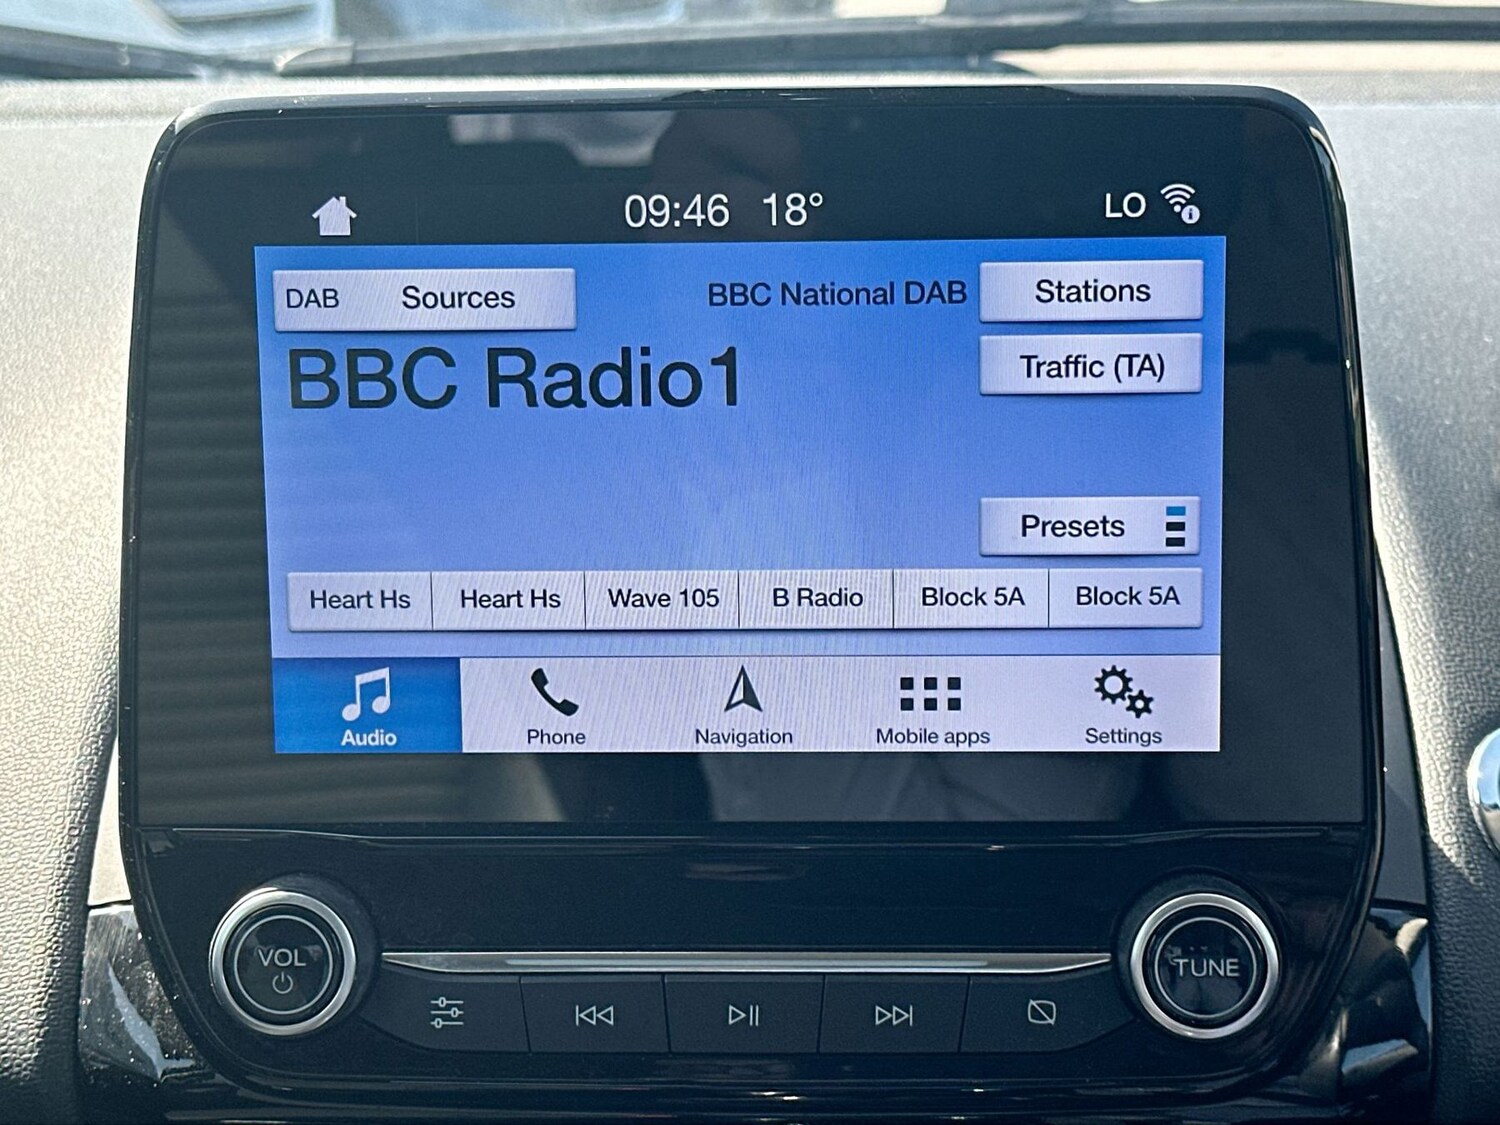 09:46 18° LO
DAB Sources BBC National DAB Stations
BBC Radio1
Traffic (TA)
Presets
Heart Hs Heart Hs Wave 105 B Radio Block 5A Block 5A
Audio Phone Navigation Mobile apps Settings
VOL TUNE